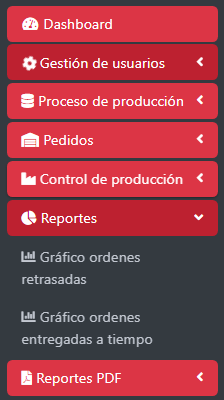 Dashboard
Gestión de usuarios
Proceso de producción
Pedidos
Control de producción
Reportes
Gráfico ordenes
retrasadas
Gráfico ordenes
entregadas a tiempo
Reportes PDF